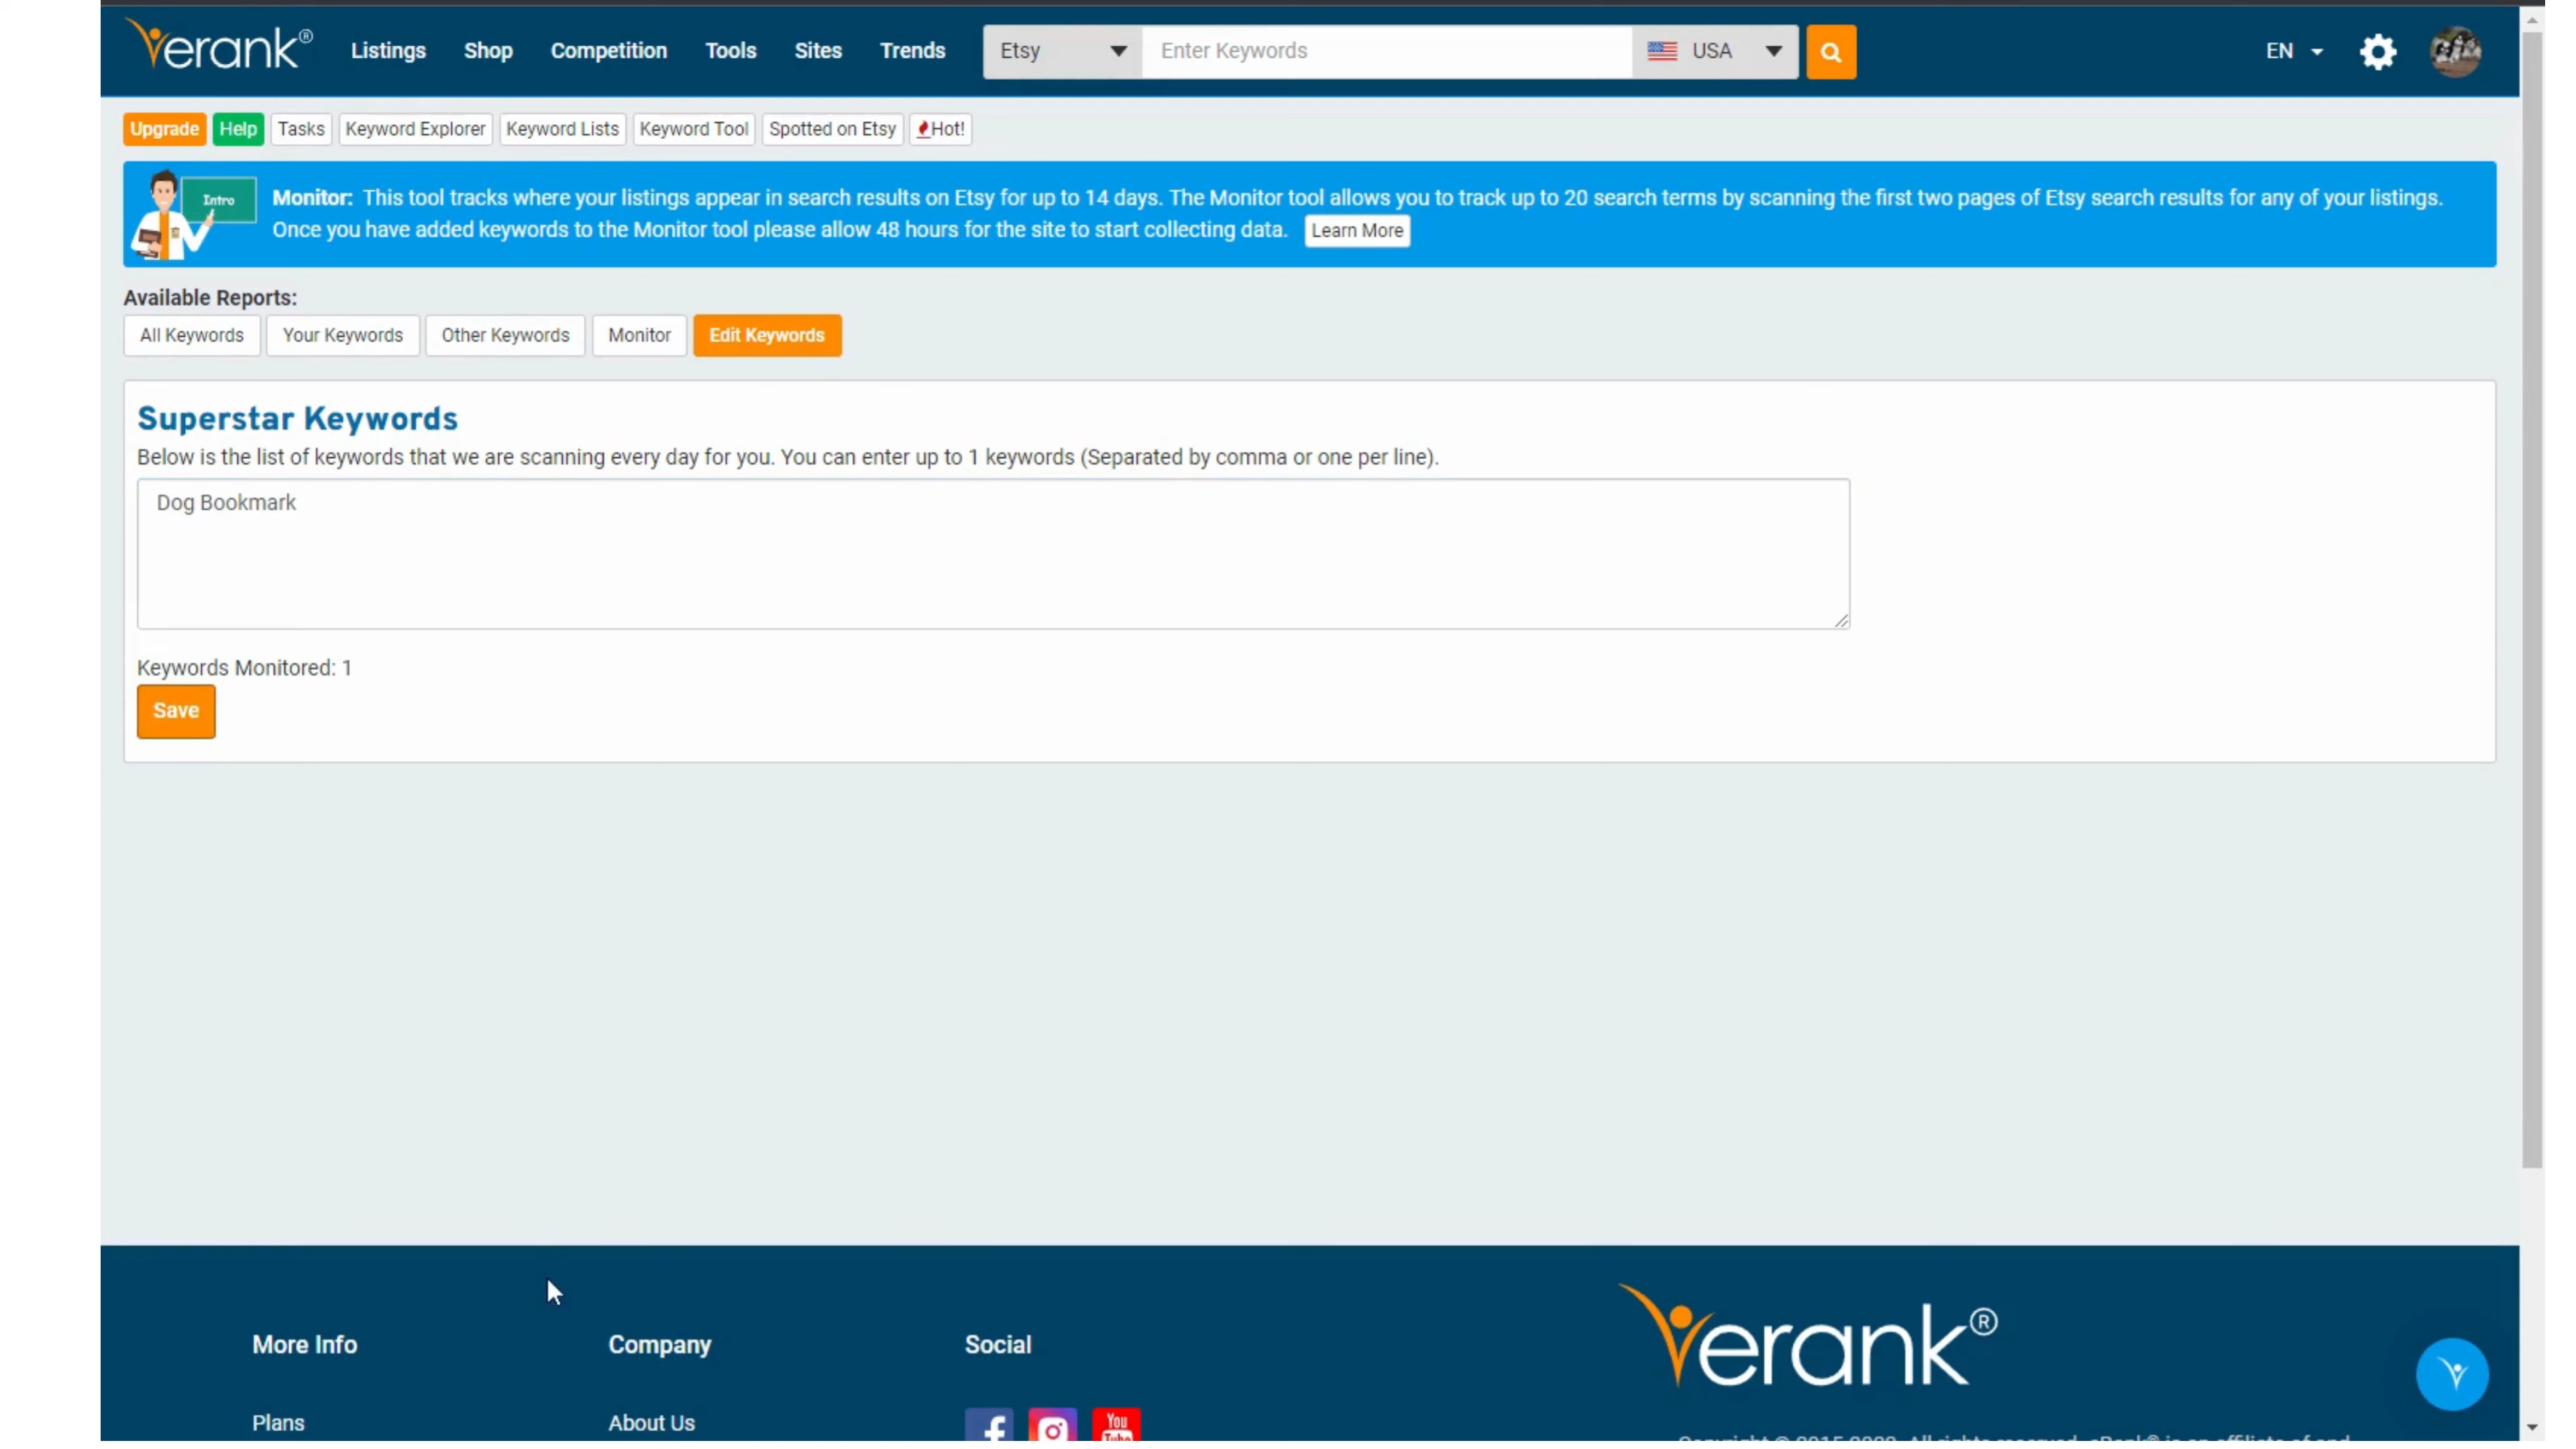 erank®
Listings
Shop
Competition
Tools
Sites
Trends
Etsy
Enter Keywords
USA
EN
Upgrade
Help
Tasks
Keyword Explorer
Keyword Lists
Keyword Tool
Spotted on Etsy
Hot!
Intro
Monitor: This tool tracks where your listings appear in search results on Etsy for up to 14 days. The Monitor tool allows you to track up to 20 search terms by scanning the first two pages of Etsy search results for any of your listings.
Once you have added keywords to the Monitor tool please allow 48 hours for the site to start collecting data. Learn More
Available Reports:
All Keywords
Your Keywords
Other Keywords
Monitor
Edit Keywords
Superstar Keywords
Below is the list of keywords that we are scanning every day for you. You can enter up to 1 keywords (Separated by comma or one per line).
Dog Bookmark
Keywords Monitored: 1
Save
More Info
Company
Social
erank®
Plans
About Us
You